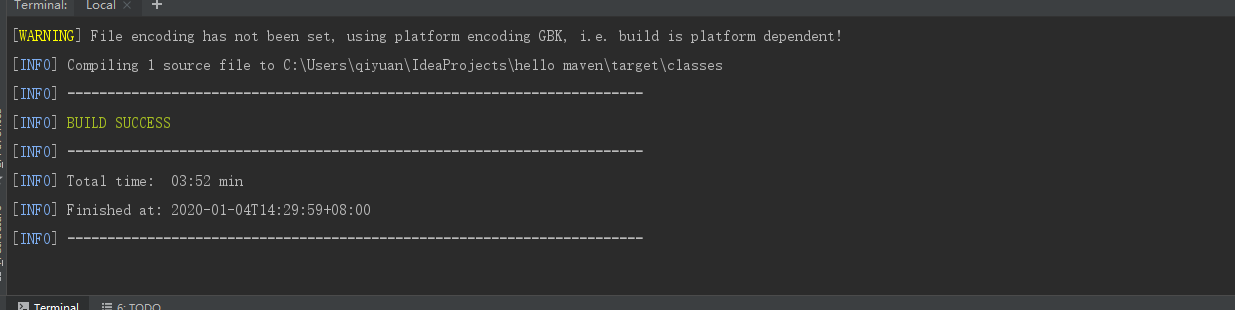 Terminal: Local × +
[WARNING] File encoding has not been set, using platform encoding GBK, i.e. build is platform dependent!
[INFO] Compiling 1 source file to C:\Users\qiyuan\IdeaProjects\hello maven\target\classes
[INFO] ------------------------------------------------------------------------
[INFO] BUILD SUCCESS
[INFO] ------------------------------------------------------------------------
[INFO] Total time:  03:52 min
[INFO] Finished at: 2020-01-04T14:29:59+08:00
[INFO] ------------------------------------------------------------------------
Terminal 6: TODO